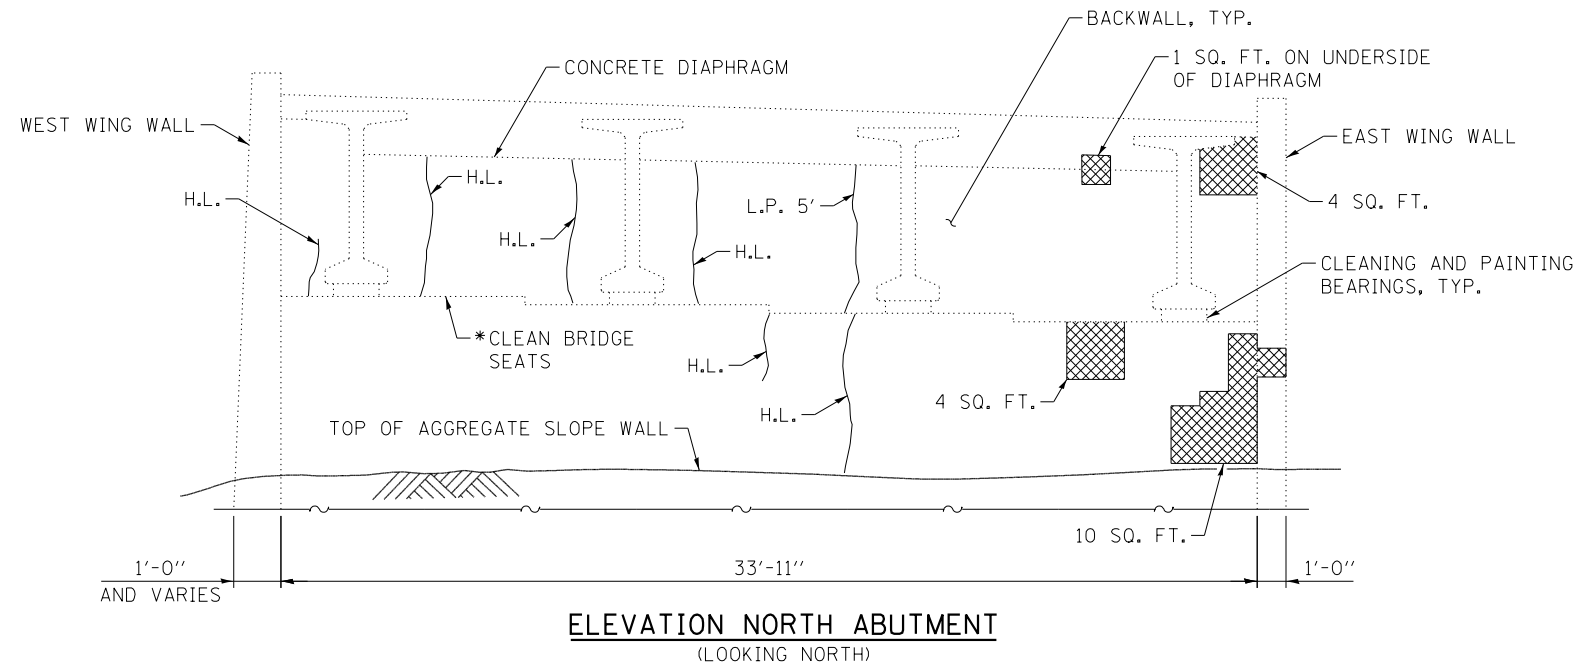 BACKWALL, TYP.
1 SQ. FT. ON UNDERSIDE
OF DIAPHRAGM
CONCRETE DIAPHRAGM
WEST WING WALL
EAST WING WALL
H.L.
H.L.
L.P. 5'
4 SQ. FT.
H.L.
H.L.
CLEANING AND PAINTING
BEARINGS, TYP.
*CLEAN BRIDGE
SEATS
H.L.
4 SQ. FT.
H.L.
TOP OF AGGREGATE SLOPE WALL
10 SQ. FT.
1'-0"
AND VARIES
33'-11"
1'-0"
ELEVATION NORTH ABUTMENT
(LOOKING NORTH)